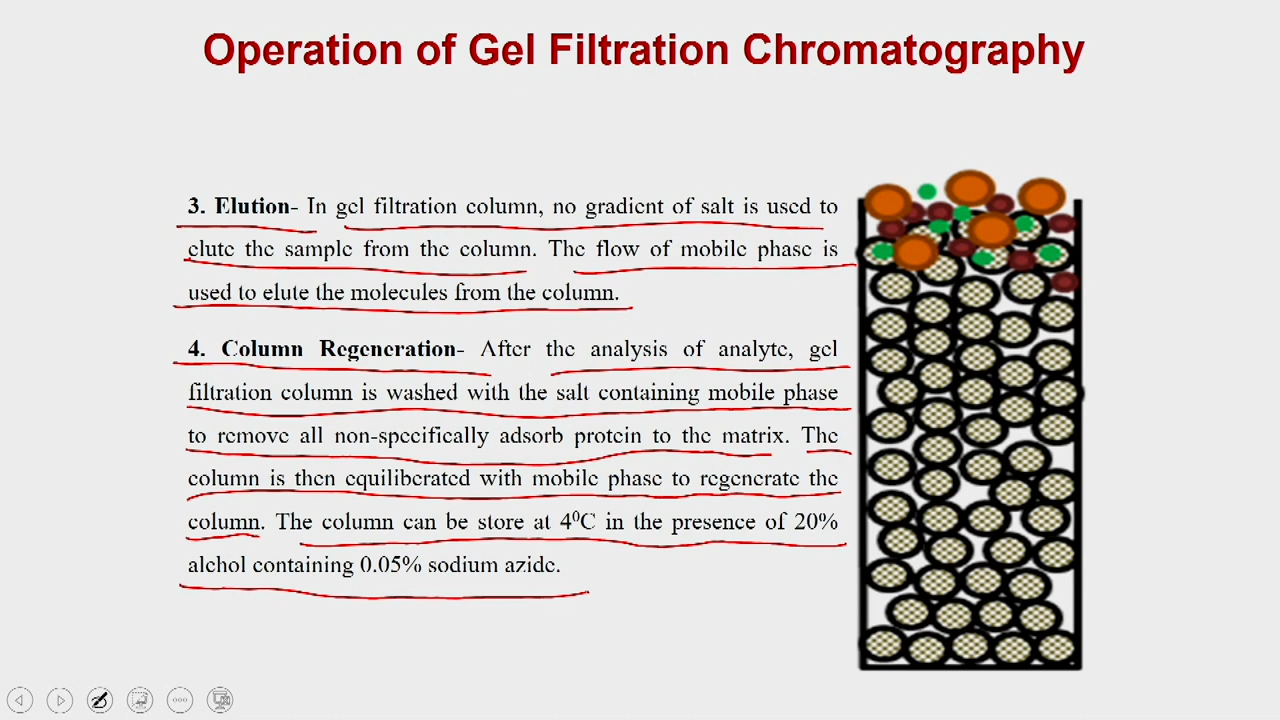 Operation of Gel Filtration Chromatography
3. Elution- In gel filtration column, no gradient of salt is used to
elute the sample from the column. The flow of mobile phase is
used to elute the molecules from the column.
4. Column Regeneration- After the analysis of analyte, gel
filtration column is washed with the salt containing mobile phase
to remove all non-specifically adsorb protein to the matrix. The
column is then equiliberated with mobile phase to regenerate the
column. The column can be store at 4⁰C in the presence of 20%
alchol containing 0.05% sodium azide.